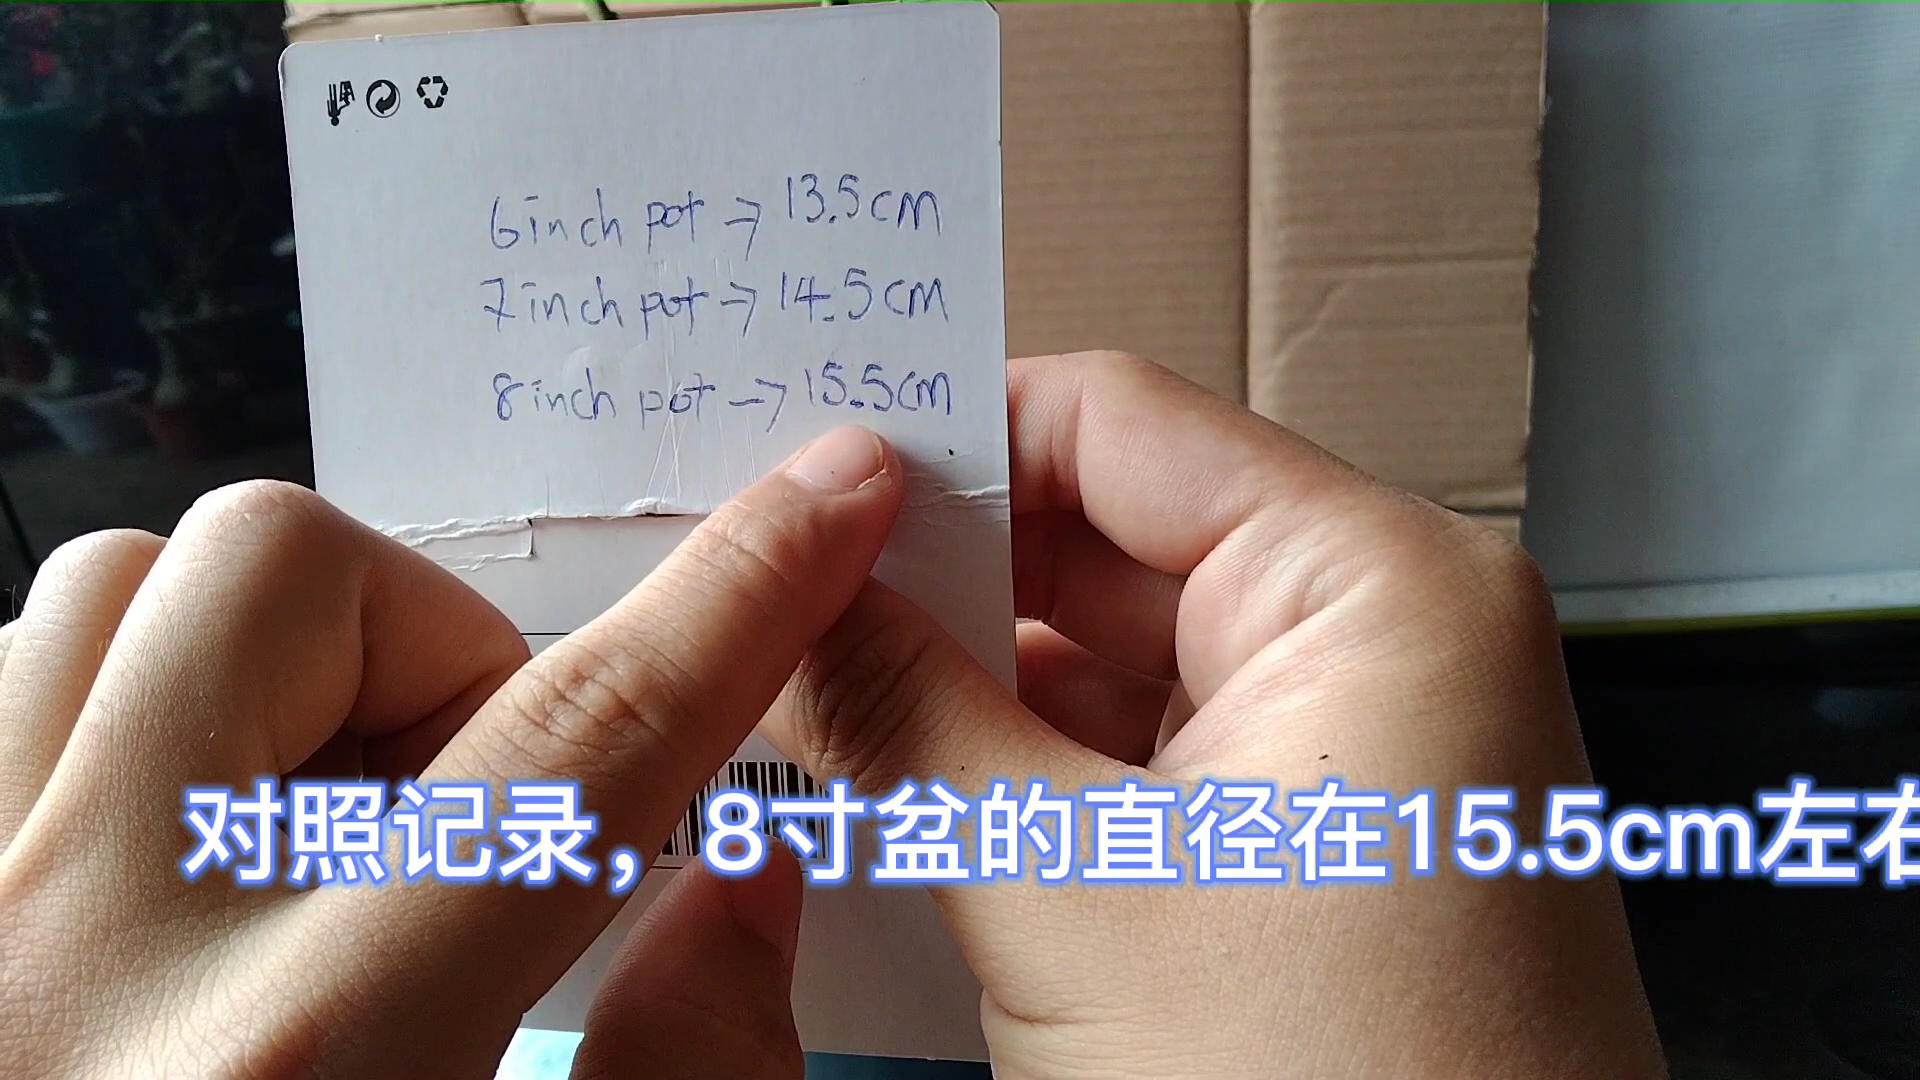 6inch pot → 13.5cm
7inch pot → 14.5cm
8inch pot → 15.5cm
对照记录，8寸盆的直径在15.5cm左右